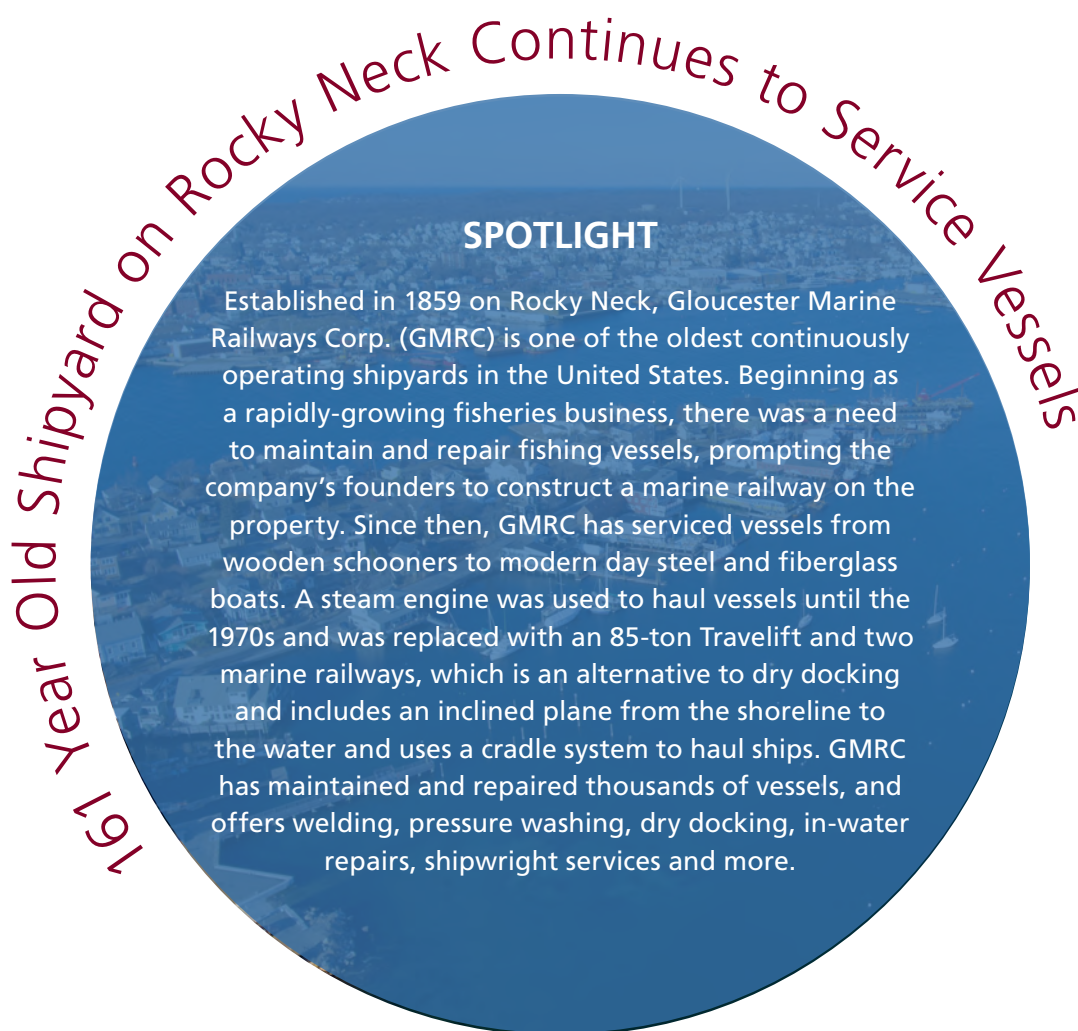 161 Year Old Shipyard on Rocky Neck Continues to Service Vessels
SPOTLIGHT
Established in 1859 on Rocky Neck, Gloucester Marine
Railways Corp. (GMRC) is one of the oldest continuously
operating shipyards in the United States. Beginning as
a rapidly-growing fisheries business, there was a need
to maintain and repair fishing vessels, prompting the
company’s founders to construct a marine railway on the
property. Since then, GMRC has serviced vessels from
wooden schooners to modern day steel and fiberglass
boats. A steam engine was used to haul vessels until the
1970s and was replaced with an 85-ton Travelift and two
marine railways, which is an alternative to dry docking
and includes an inclined plane from the shoreline to
the water and uses a cradle system to haul ships. GMRC
has maintained and repaired thousands of vessels, and
offers welding, pressure washing, dry docking, in-water
repairs, shipwright services and more.